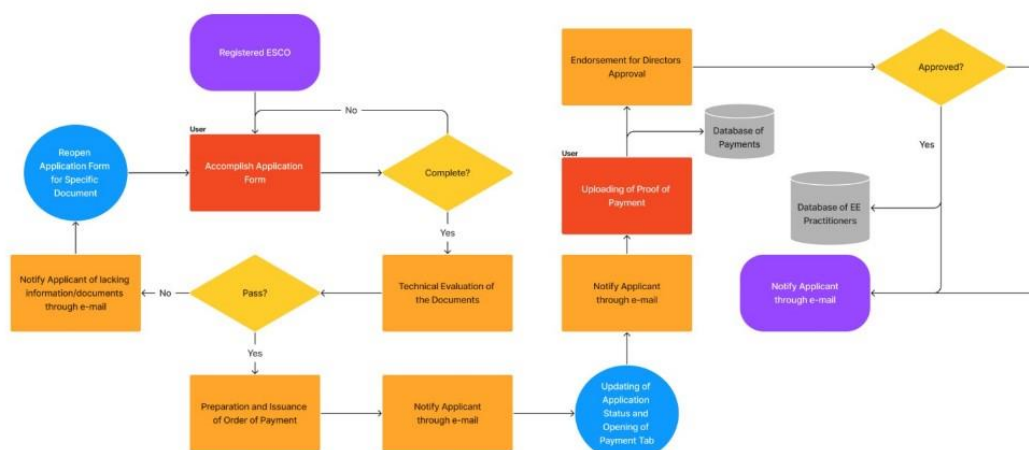 Registered ESCO
No
User
Accomplish Application
Form
Complete?
Reopen
Application Form
for Specific
Document
Yes
Notify Applicant of lacking
information/documents
through e-mail
No
Pass?
Technical Evaluation
of the Documents
Yes
Preparation and Issuance
of Order of Payment
Notify Applicant
through e-mail
Updating of
Application
Status and
Opening of
Payment Tab
Notify Applicant
through e-mail
User
Uploading of Proof of
Payment
Database of
Payments
Endorsement for Directors
Approval
Approved?
Yes
Database of EE
Practitioners
Notify Applicant
through e-mail